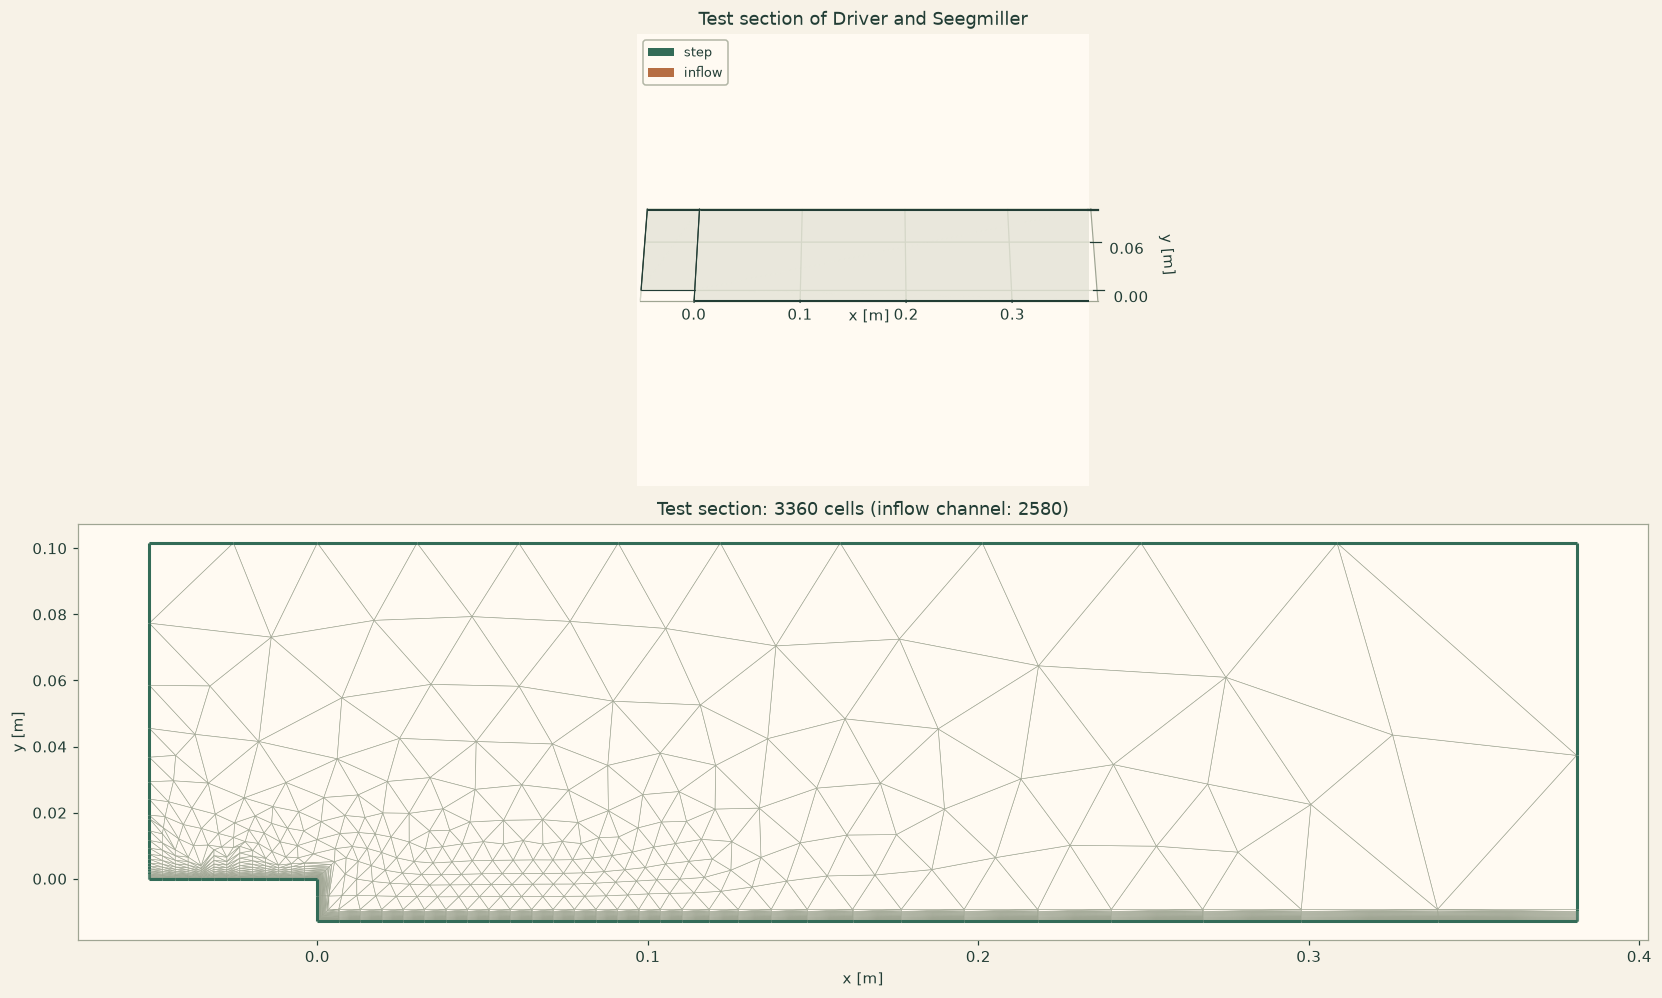 Test section of Driver and Seegmiller
step
inflow
0.06
0.00
y [m]
0.0 0.1 0.2 0.3
x [m]
Test section: 3360 cells (inflow channel: 2580)
0.10
0.08
0.06
0.04
0.02
0.00
y [m]
0.0 0.1 0.2 0.3 0.4
x [m]